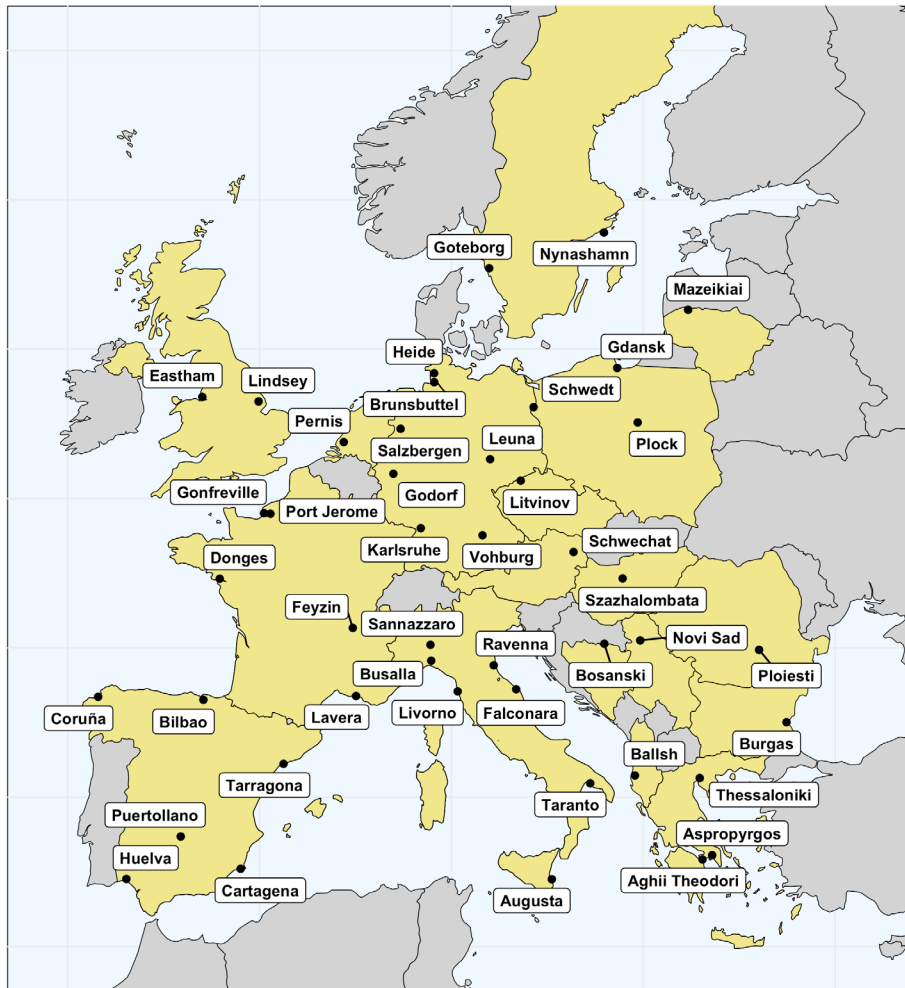 Goteborg
Nynashamn
Mazeikiai
Gdansk
Heide
Eastham
Lindsey
Schwedt
Brunsbuttel
Pernis
Leuna
Plock
Salzbergen
Gonfreville
Godorf
Litvinov
Port Jerome
Schwechat
Karlsruhe
Vohburg
Donges
Szazhalombata
Feyzin
Sannazzaro
Novi Sad
Ravenna
Busalla
Bosanski
Ploiesti
Coruña
Bilbao
Lavera
Livorno
Falconara
Burgas
Ballsh
Tarragona
Thessaloniki
Taranto
Puertollano
Aspropyrgos
Huelva
Aghii Theodori
Cartagena
Augusta